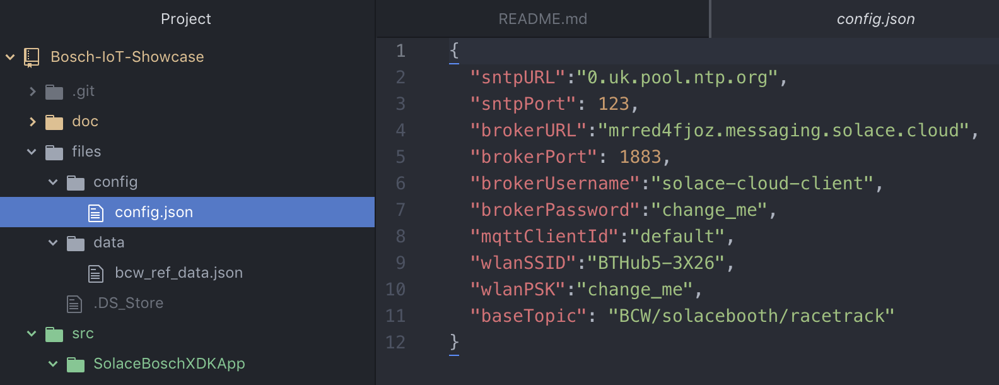 Project
Bosch-IoT-Showcase
.git
doc
files
config
config.json
data
bcw_ref_data.json
.DS_Store
src
SolaceBoschXDKApp
README.md
config.json
1 {
2 "sntpURL":"0.uk.pool.ntp.org",
3 "sntpPort": 123,
4 "brokerURL":"mrred4fjoz.messaging.solace.cloud",
5 "brokerPort": 1883,
6 "brokerUsername":"solace-cloud-client",
7 "brokerPassword":"change_me",
8 "mqttClientId":"default",
9 "wlanSSID":"BTHub5-3X26",
10 "wlanPSK":"change_me",
11 "baseTopic": "BCW/solacebooth/racetrack"
12 }